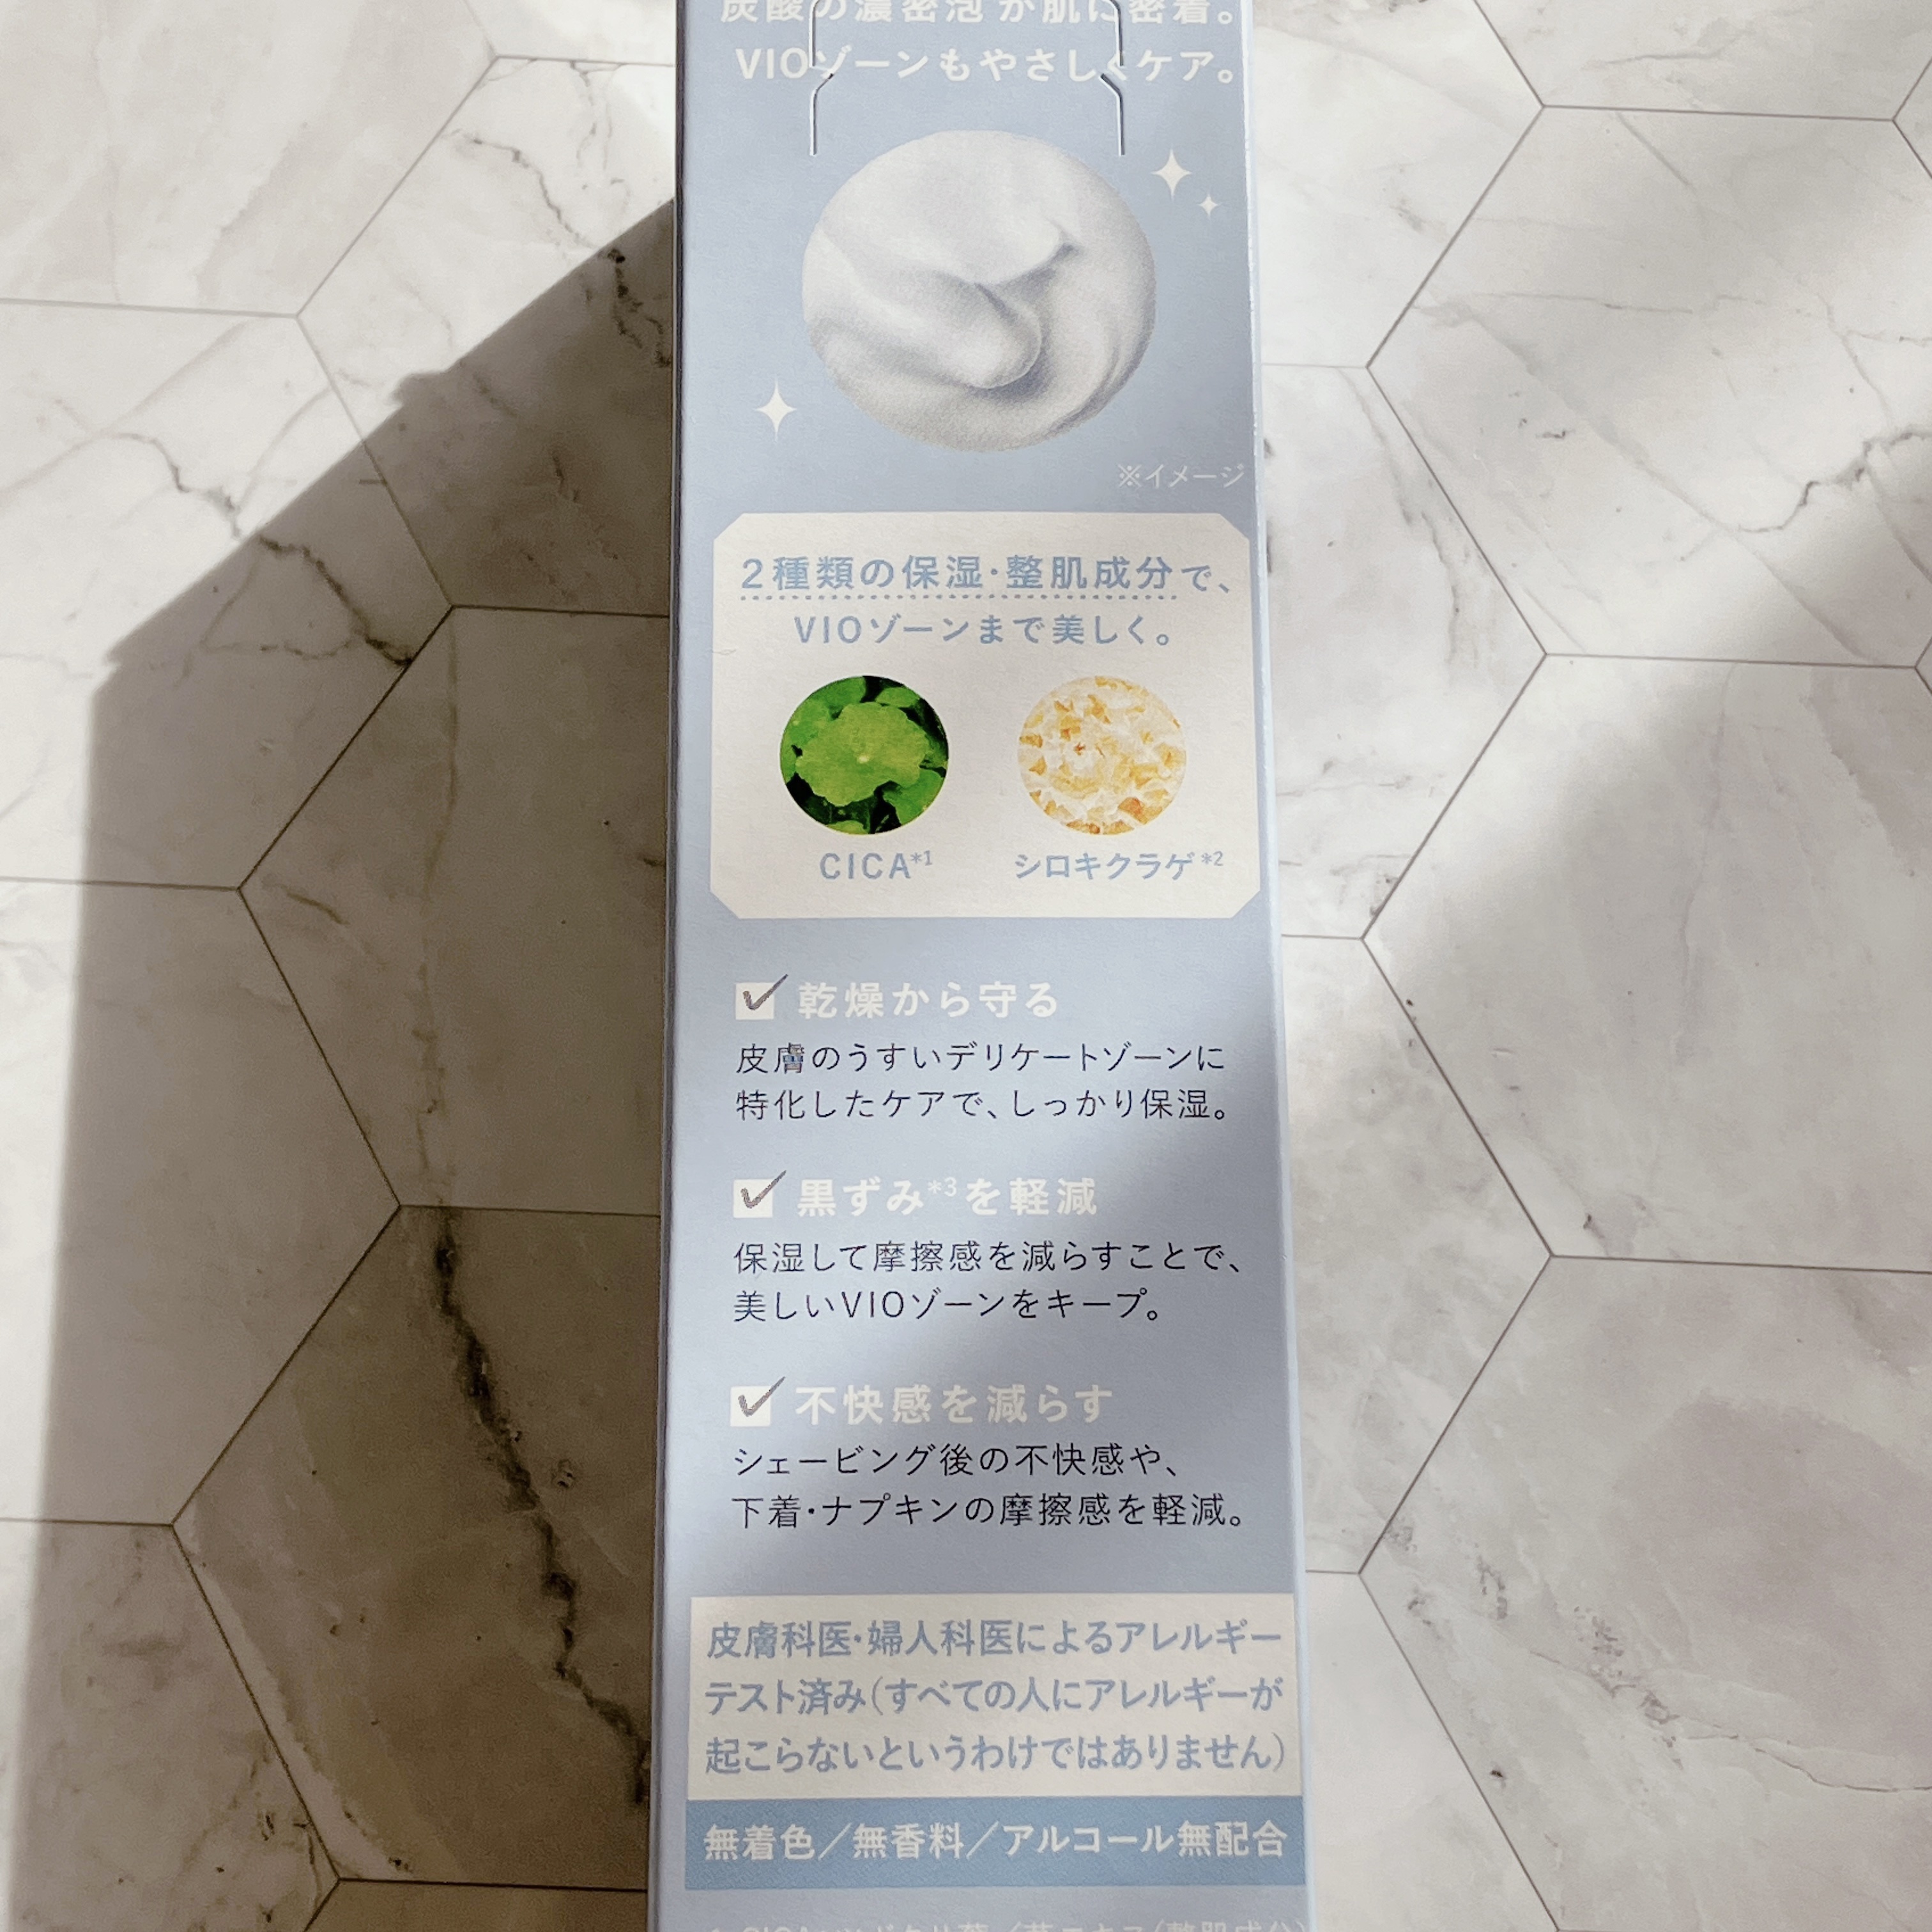 炭酸の濃密泡が肌に密着。
VIOゾーンもやさしくケア。
※イメージ
2種類の保湿・整肌成分で、
VIOゾーンまで美しく。
CICA*1
シロキクラゲ*2
乾燥から守る
皮膚のうすいデリケートゾーンに
特化したケアで、しっかり保湿。
黒ずみ*3を軽減
保湿して摩擦感を減らすことで、
美しいVIOゾーンをキープ。
不快感を減らす
シェービング後の不快感や、
下着・ナプキンの摩擦感を軽減。
皮膚科医・婦人科医によるアレルギー
テスト済み(すべての人にアレルギーが
起こらないというわけではありません)
無着色／無香料／アルコール無配合